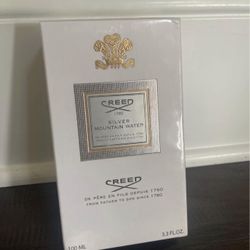 CREED
1760
SILVER
MOUNTAIN WATER
CREED
DE PÈRE EN FILS DEPUIS 1760
FROM FATHER TO SON SINCE 1760
100 ML
3.3 FL.OZ.